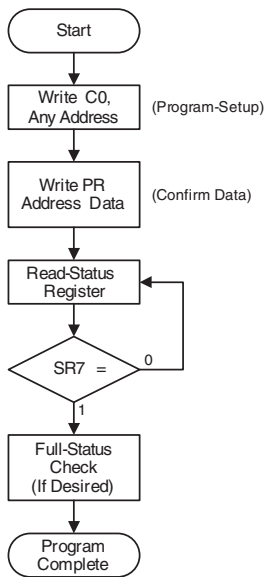 Start
Write C0,
Any Address
(Program-Setup)
Write PR
Address Data
(Confirm Data)
Read-Status
Register
SR7 =
0
1
Full-Status
Check
(If Desired)
Program
Complete